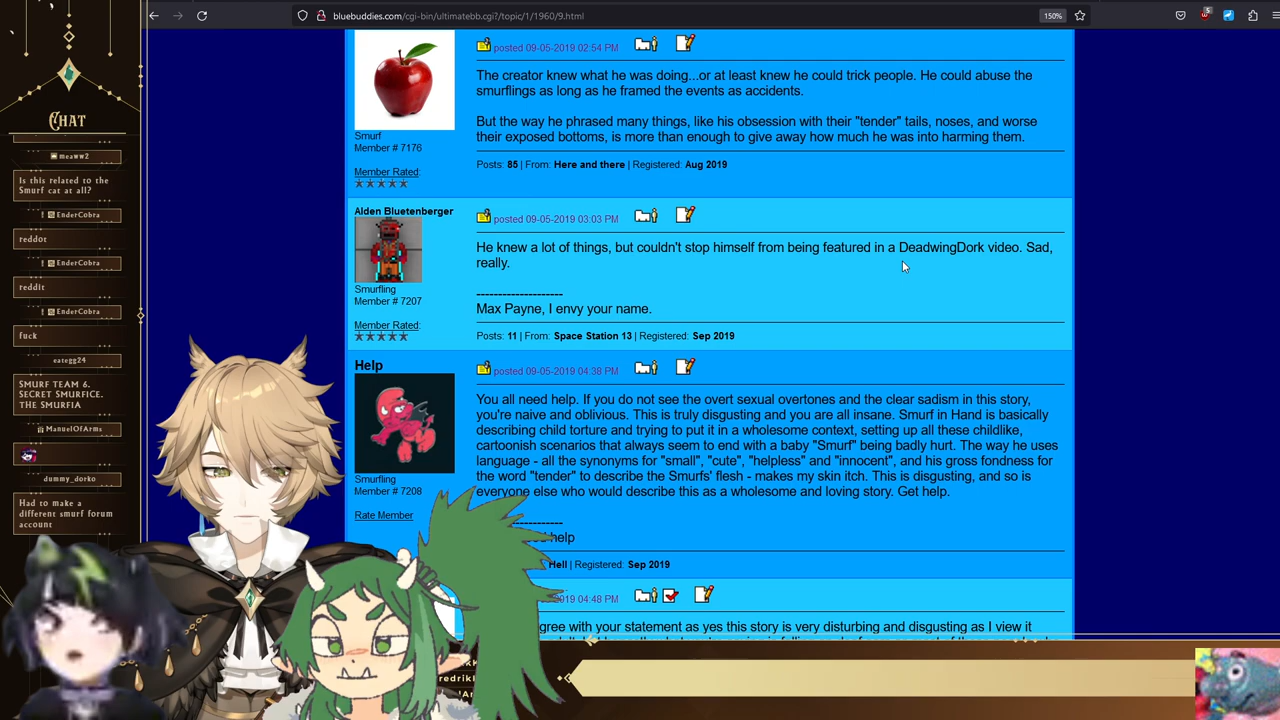 bluebuddies.com/cgi-bin/ultimatebb.cgi?/topic/1/1960/9.html
150%
5
CHAT
meaww2
Is this related to the
Smurf cat at all?
EnderCobra
reddot
EnderCobra
reddit
EnderCobra
fuck
eategg24
SMURF TEAM 6.
SECRET SMURFICE.
THE SMURFIA
ManuelOfArms
dummy_dorko
Had to make a
different smurf forum
account
posted 09-05-2019 02:54 PM
The creator knew what he was doing...or at least knew he could trick people. He could abuse the
smurflings as long as he framed the events as accidents.
But the way he phrased many things, like his obsession with their "tender" tails, noses, and worse
their exposed bottoms, is more than enough to give away how much he was into harming them.
Smurf
Member # 7176
Member Rated:
Posts: 85 | From: Here and there | Registered: Aug 2019
Alden Bluetenberger
Smurfling
Member # 7207
Member Rated:
posted 09-05-2019 03:03 PM
He knew a lot of things, but couldn't stop himself from being featured in a DeadwingDork video. Sad,
really.
--------------------
Max Payne, I envy your name.
Posts: 11 | From: Space Station 13 | Registered: Sep 2019
Help
Smurfling
Member # 7208
Rate Member
posted 09-05-2019 04:38 PM
You all need help. If you do not see the overt sexual overtones and the clear sadism in this story,
you're naive and oblivious. This is truly disgusting and you are all insane. Smurf in Hand is basically
describing child torture and trying to put it in a wholesome context, setting up all these childlike,
cartoonish scenarios that always seem to end with a baby "Smurf" being badly hurt. The way he uses
language - all the synonyms for "small", "cute", "helpless" and "innocent", and his gross fondness for
the word "tender" to describe the Smurfs' flesh - makes my skin itch. This is disgusting, and so is
everyone else who would describe this as a wholesome and loving story. Get help.
help
Hell | Registered: Sep 2019
2019 04:48 PM
gree with your statement as yes this story is very disturbing and disgusting as I view it